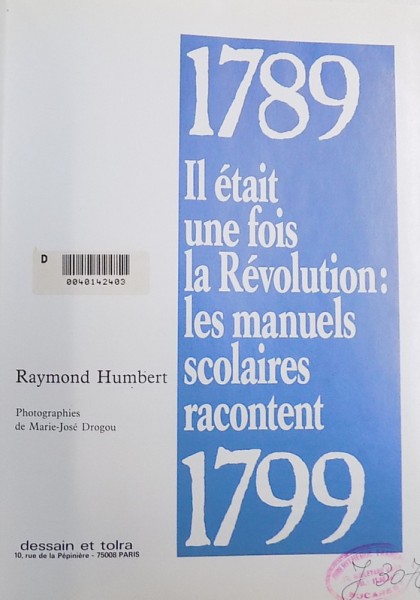 1789
Il était
une fois
la Révolution:
les manuels
scolaires
racontent
1799
D
0040142409
Raymond Humbert
Photographies
de Marie-José Drogou
dessain et tolra
10, rue de la Pépinière - 75008 PARIS